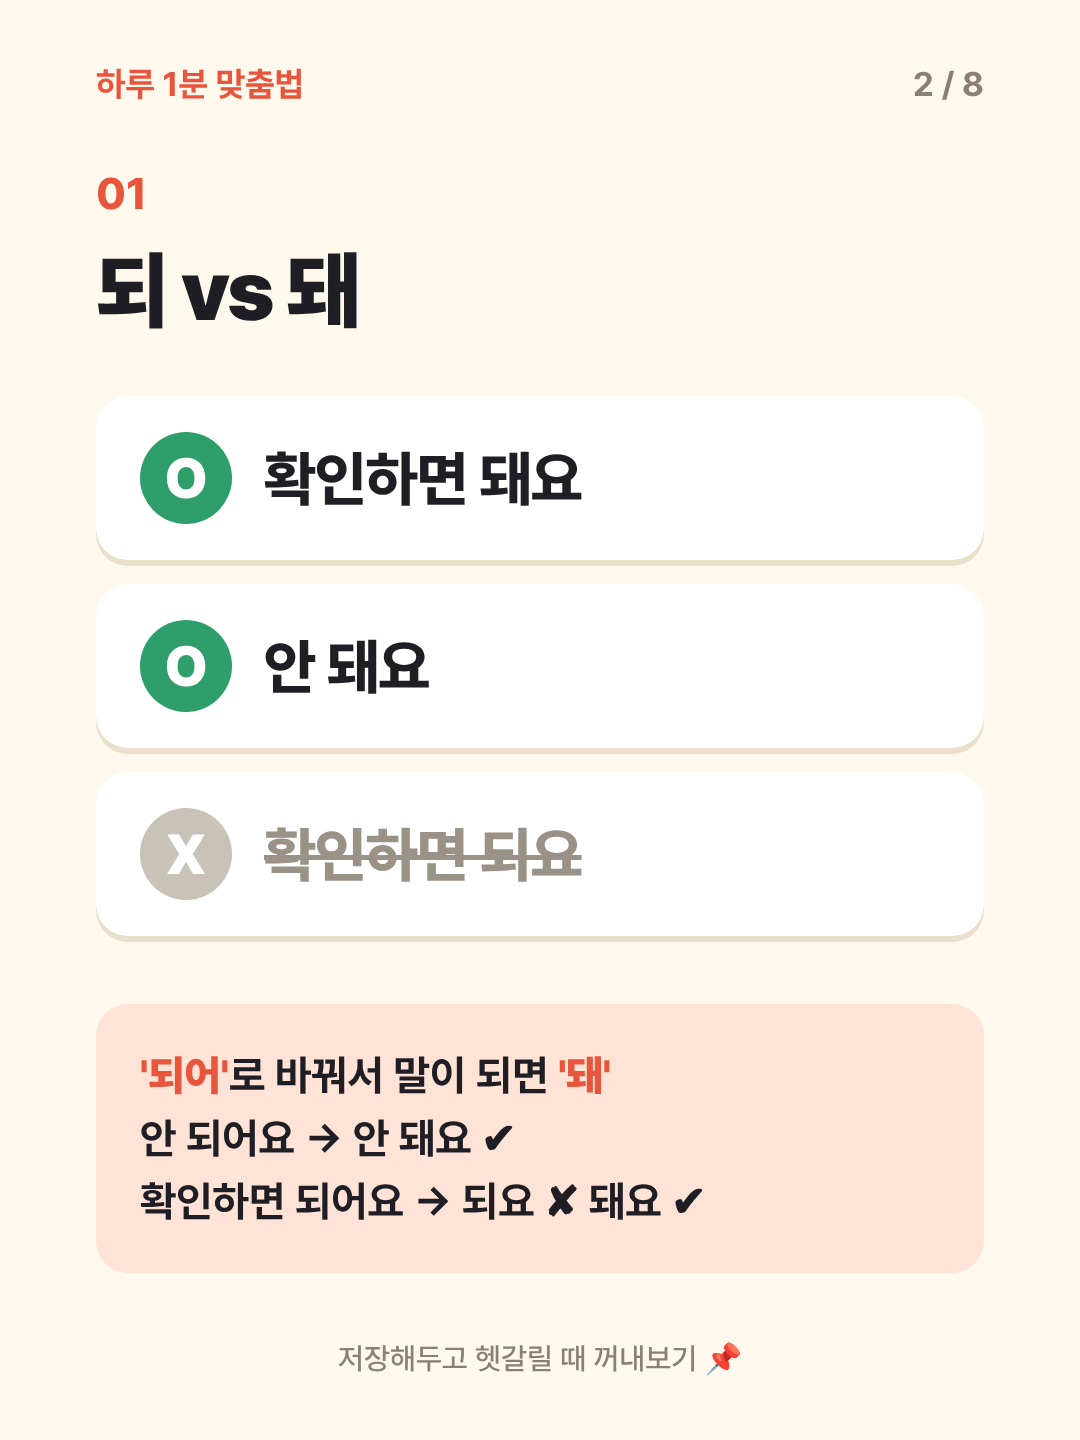 하루 1분 맞춤법
2 / 8
01
되 vs 돼
O 확인하면 돼요
O 안 돼요
X 확인하면 되요
'되어'로 바꿔서 말이 되면 '돼'
안 되어요 → 안 돼요 ✔
확인하면 되어요 → 되요 ✘ 돼요 ✔
저장해두고 헷갈릴 때 꺼내보기 📌